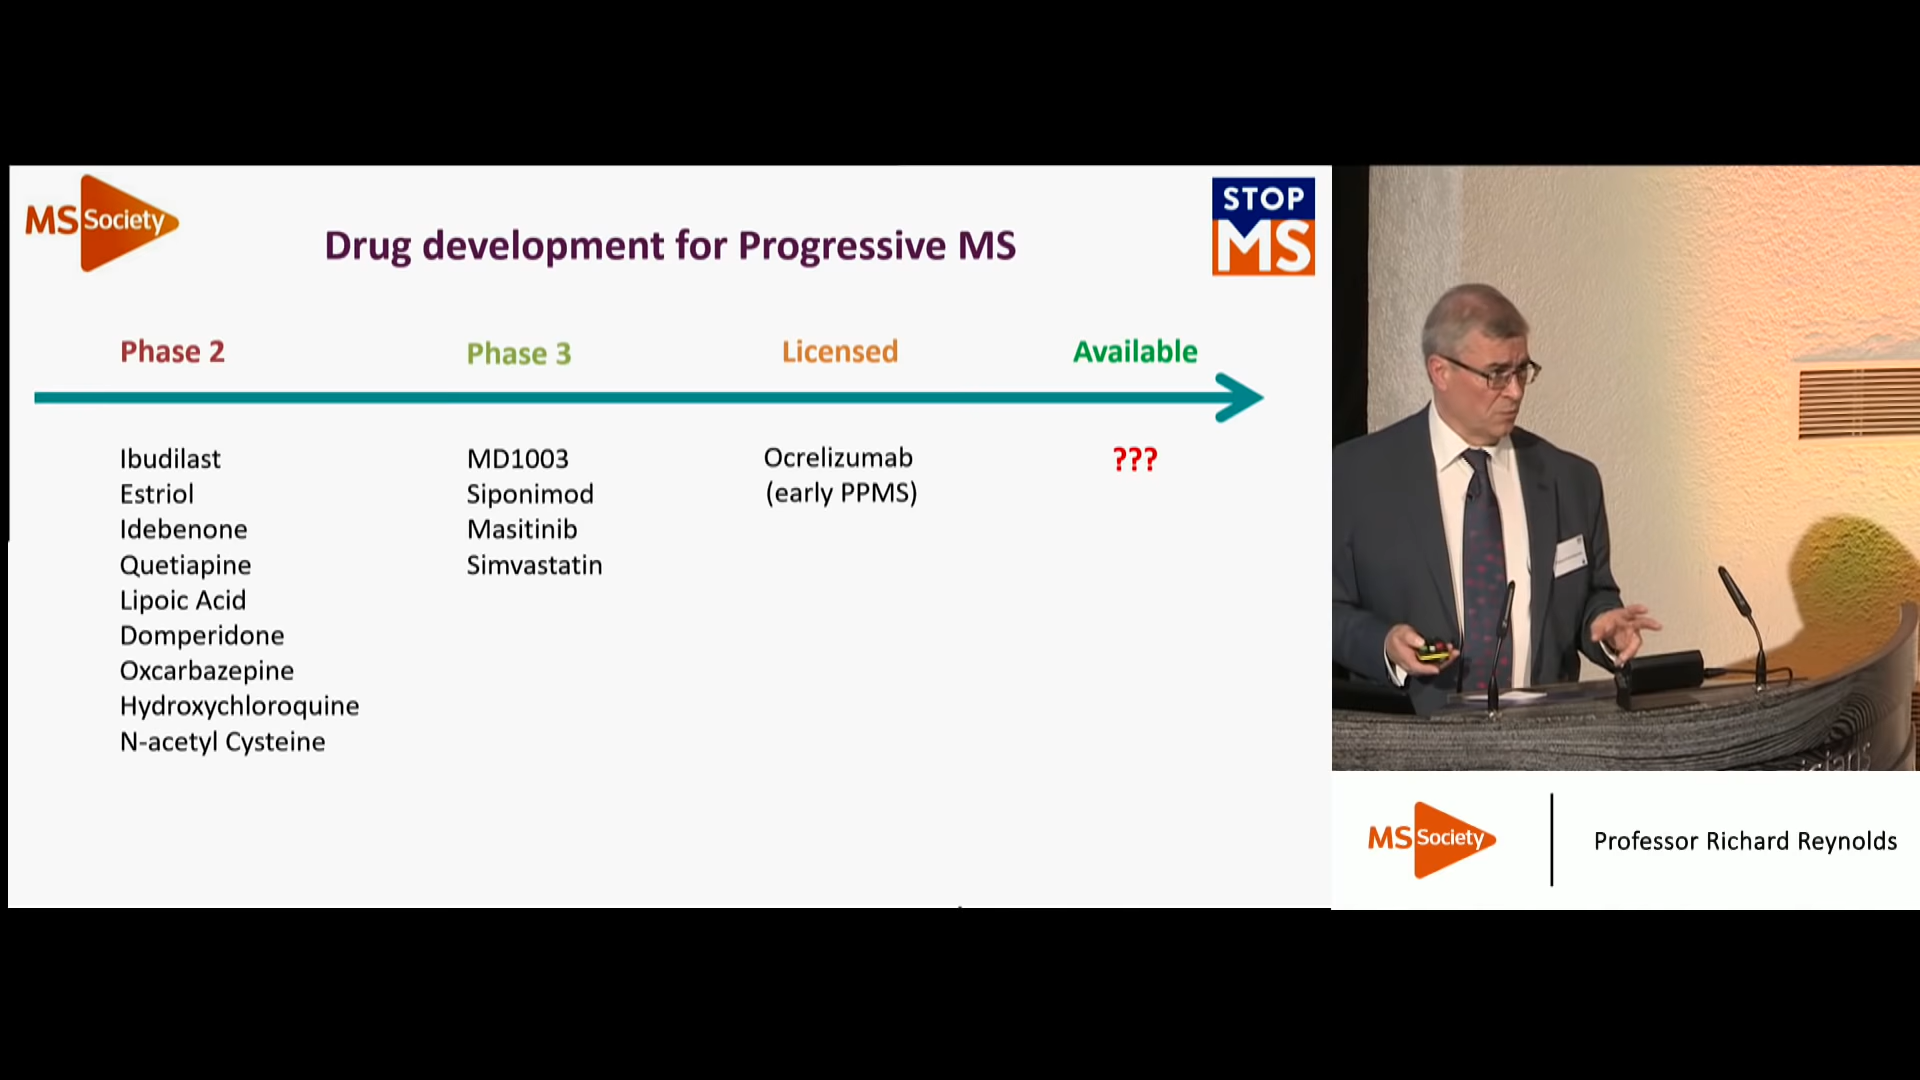 MS Society
STOP
MS
Drug development for Progressive MS
Phase 2
Phase 3
Licensed
Available
Ibudilast
Estriol
Idebenone
Quetiapine
Lipoic Acid
Domperidone
Oxcarbazepine
Hydroxychloroquine
N-acetyl Cysteine
MD1003
Siponimod
Masitinib
Simvastatin
Ocrelizumab
(early PPMS)
???
MS Society
Professor Richard Reynolds